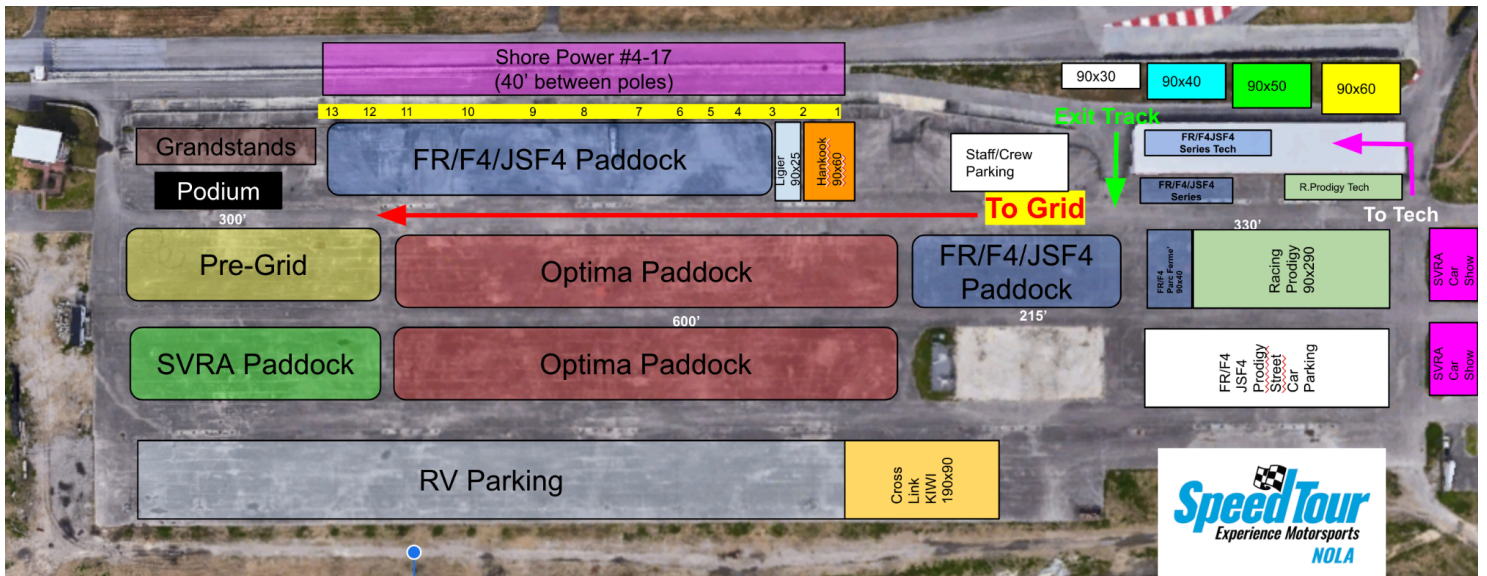 Shore Power #4-17
(40' between poles)
90x30
90x40
90x50
90x60
13 12 11 10 9 8 7 6 5 4 3 2 1
Exit Track
Grandstands
FR/F4/JSF4 Paddock
Ligier
90x25
Hankook
90x60
Staff/Crew
Parking
FR/F4JSF4
Series Tech
Podium
FR/F4/JSF4
Series
R.Prodigy Tech
To Grid
To Tech
300'
330'
Pre-Grid
Optima Paddock
FR/F4/JSF4
Paddock
FR/F4
Parc Ferme'
90x40
Racing
Prodigy
90x290
SVRA
Car
Show
600'
215'
SVRA Paddock
Optima Paddock
FR/F4
JSF4
Prodigy
Street
Car
Parking
SVRA
Car
Show
RV Parking
Cross
Link
KIWI
190x90
SpeedTour
Experience Motorsports
NOLA